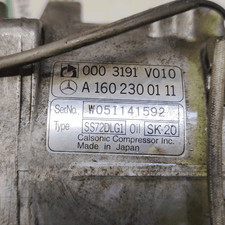 000 3191 V010
A 160 230 01 11
SerNo. W051141592
Type SS72DLG1 Oil SK-20
Calsonic Compressor Inc.
Made in Japan